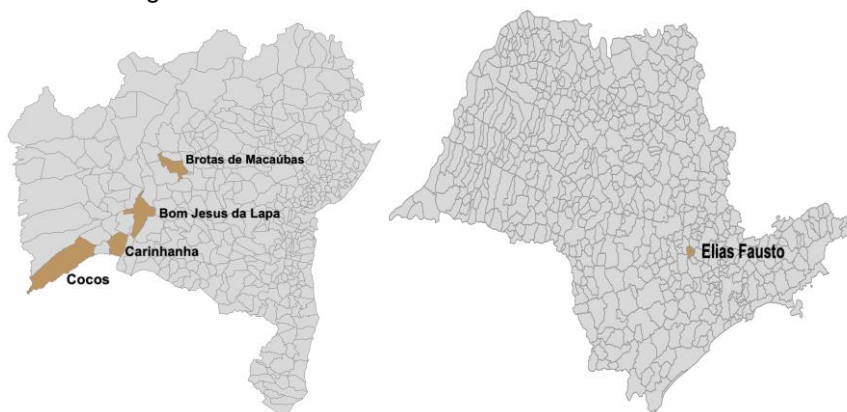 Brotas de Macaúbas
Bom Jesus da Lapa
Carinhanha
Cocos
Elias Fausto